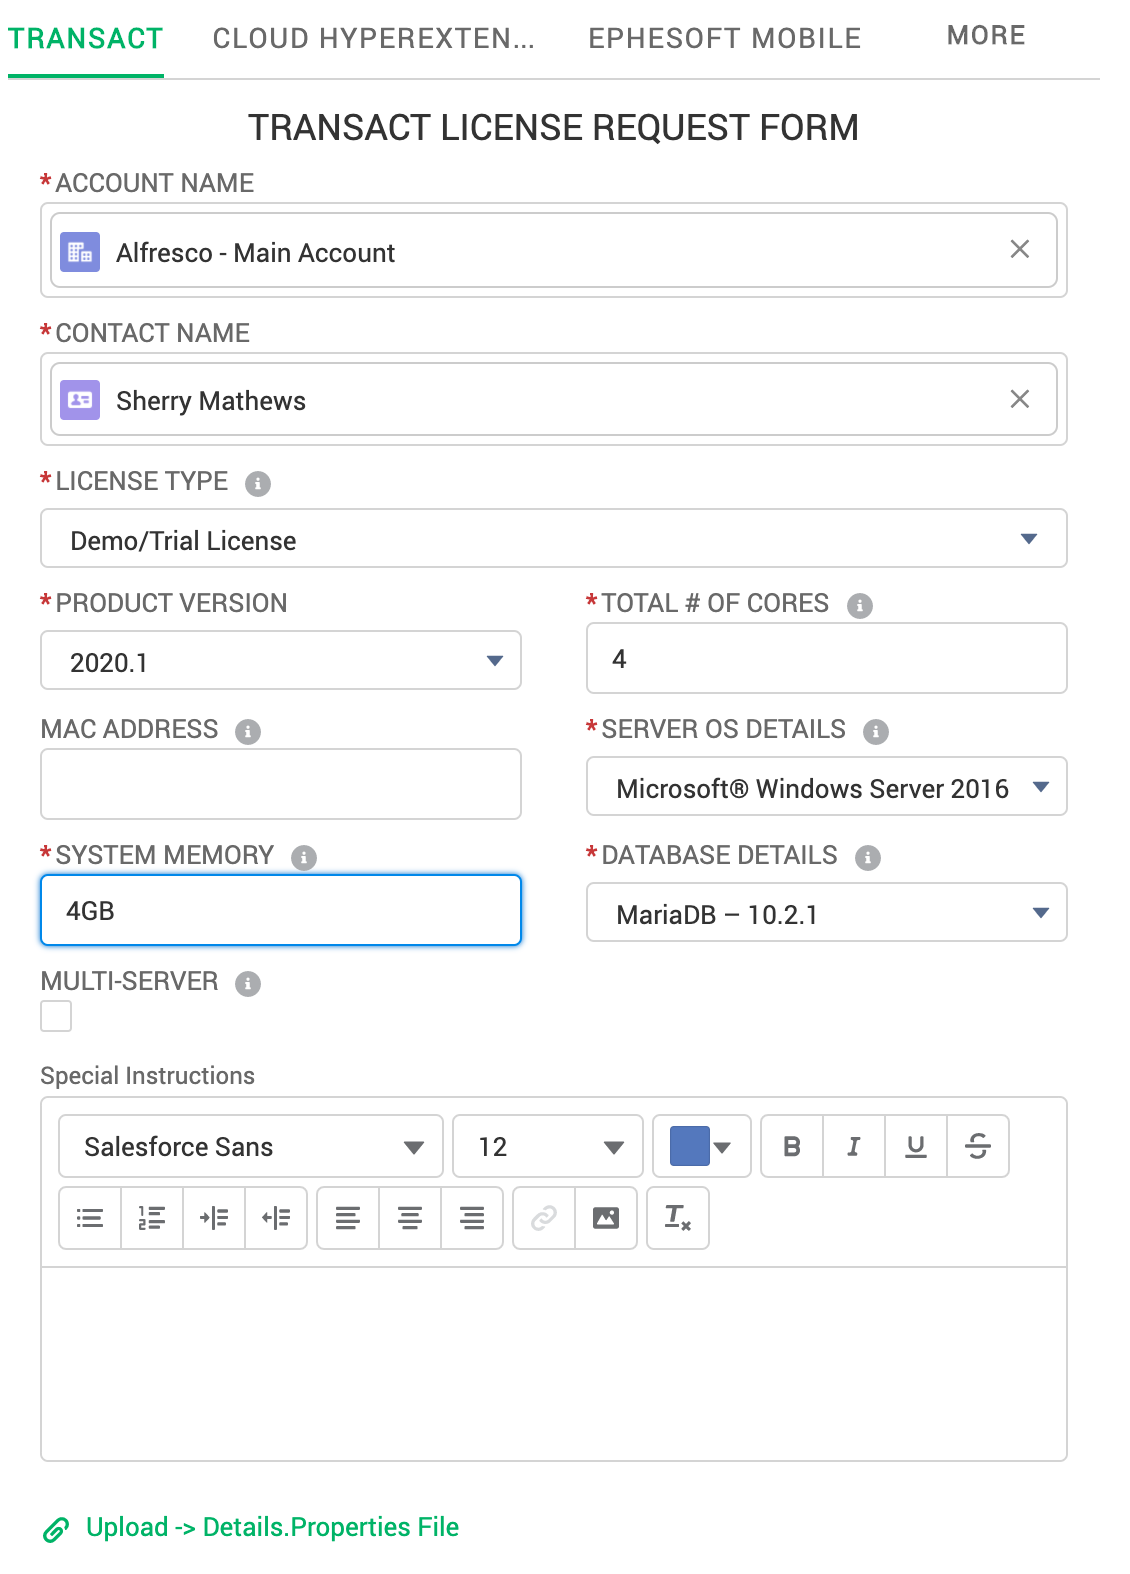 TRANSACT CLOUD HYPEREXTEN... EPHESOFT MOBILE MORE
TRANSACT LICENSE REQUEST FORM
*ACCOUNT NAME
Alfresco - Main Account
*CONTACT NAME
Sherry Mathews
*LICENSE TYPE
Demo/Trial License
*PRODUCT VERSION *TOTAL # OF CORES
2020.1 4
MAC ADDRESS *SERVER OS DETAILS
Microsoft® Windows Server 2016
*SYSTEM MEMORY *DATABASE DETAILS
4GB MariaDB – 10.2.1
MULTI-SERVER
Special Instructions
Salesforce Sans 12 B I U S
Upload -> Details.Properties File